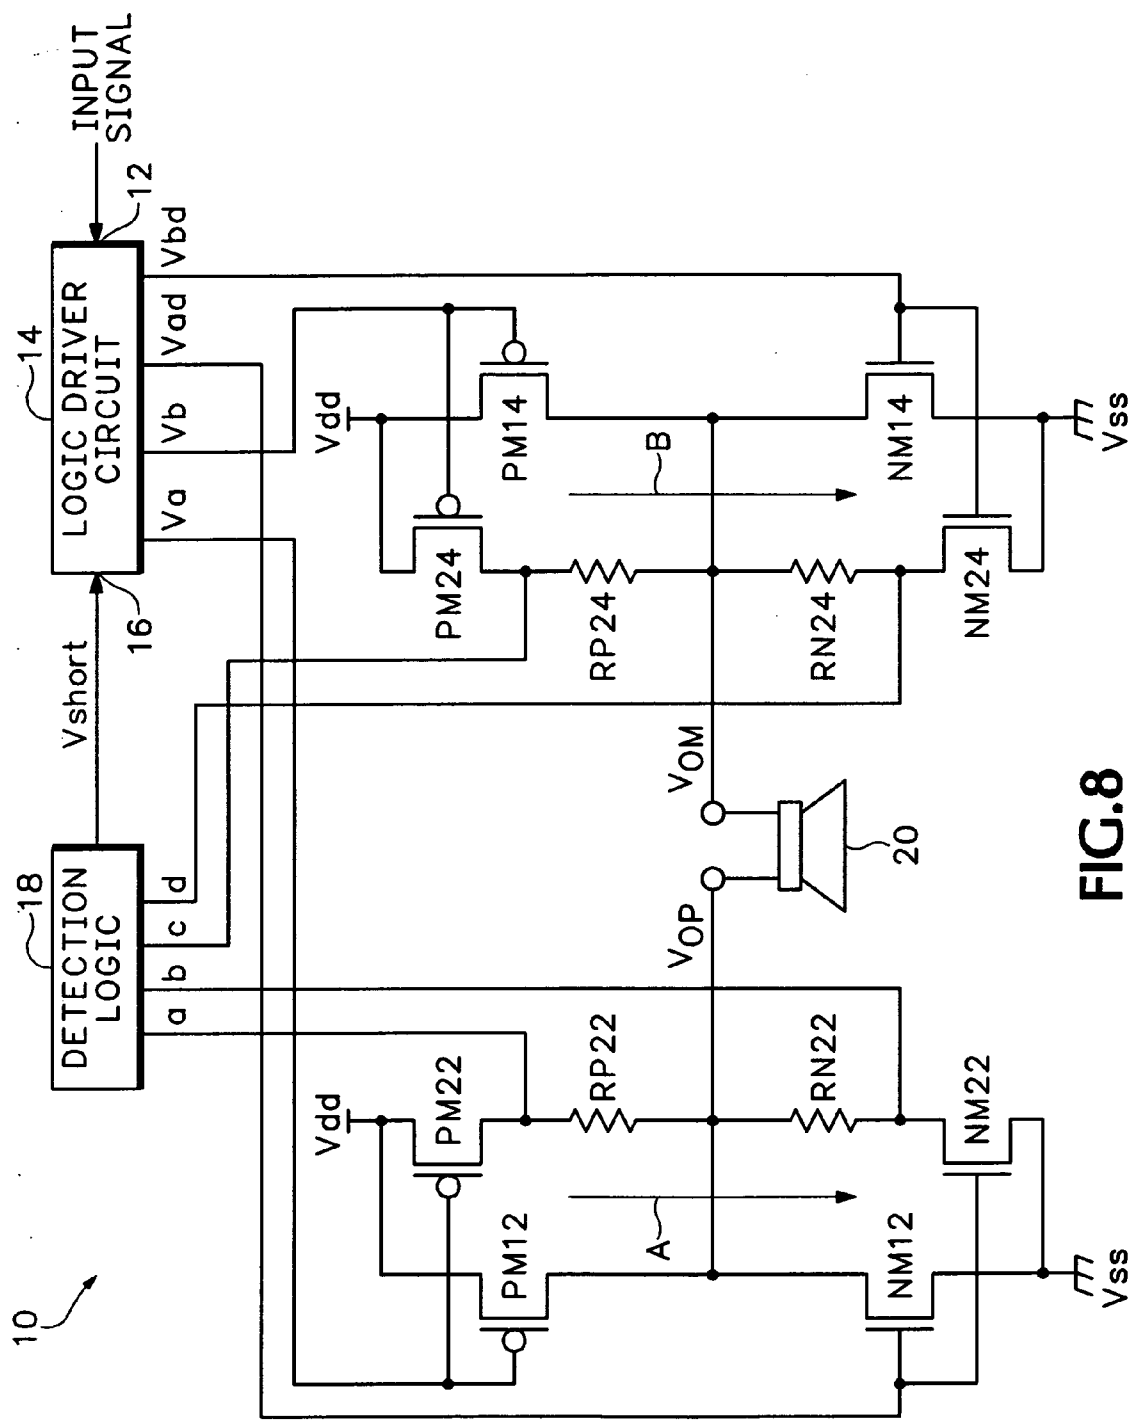 10
18
DETECTION
LOGIC
a
b
c
d
Vshort
16
14
LOGIC DRIVER
CIRCUIT
12
INPUT
SIGNAL
Va
Vb
Vad
Vbd
Vdd
PM12
PM22
RP22
A
RN22
NM12
NM22
Vss
VOP
VOM
20
Vdd
PM24
PM14
RP24
B
RN24
NM24
NM14
Vss
FIG.8